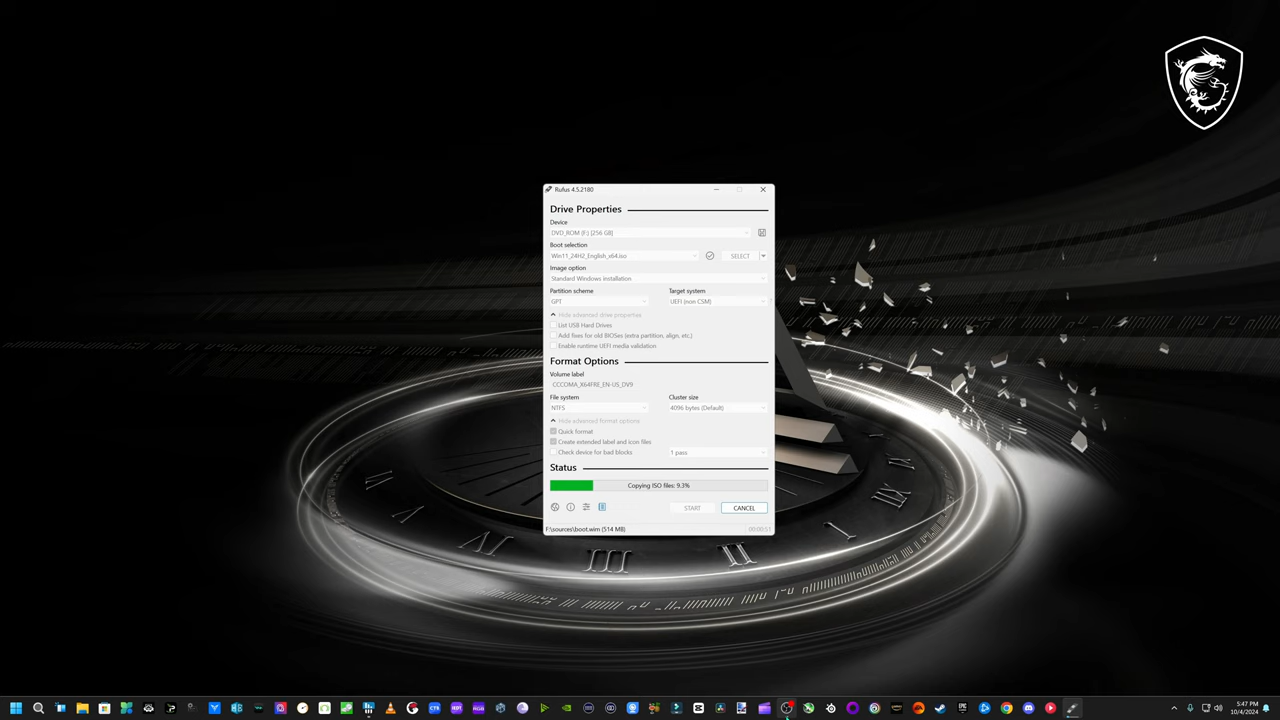 Rufus 4.5.2180
Drive Properties
Device
DVD_ROM (F:) [256 GB]
Boot selection
Win11_24H2_English_x64.iso
SELECT
Image option
Standard Windows installation
Partition scheme
Target system
GPT
UEFI (non CSM)
Hide advanced drive properties
List USB Hard Drives
Add fixes for old BIOSes (extra partition, align, etc.)
Enable runtime UEFI media validation
Format Options
Volume label
CCCOMA_X64FRE_EN-US_DV9
File system
Cluster size
NTFS
4096 bytes (Default)
Hide advanced format options
Quick format
Create extended label and icon files
Check device for bad blocks
1 pass
Status
Copying ISO files: 9.3%
START
CANCEL
F:\sources\boot.wim (514 MB)
00:00:51
5:47 PM
10/4/2024